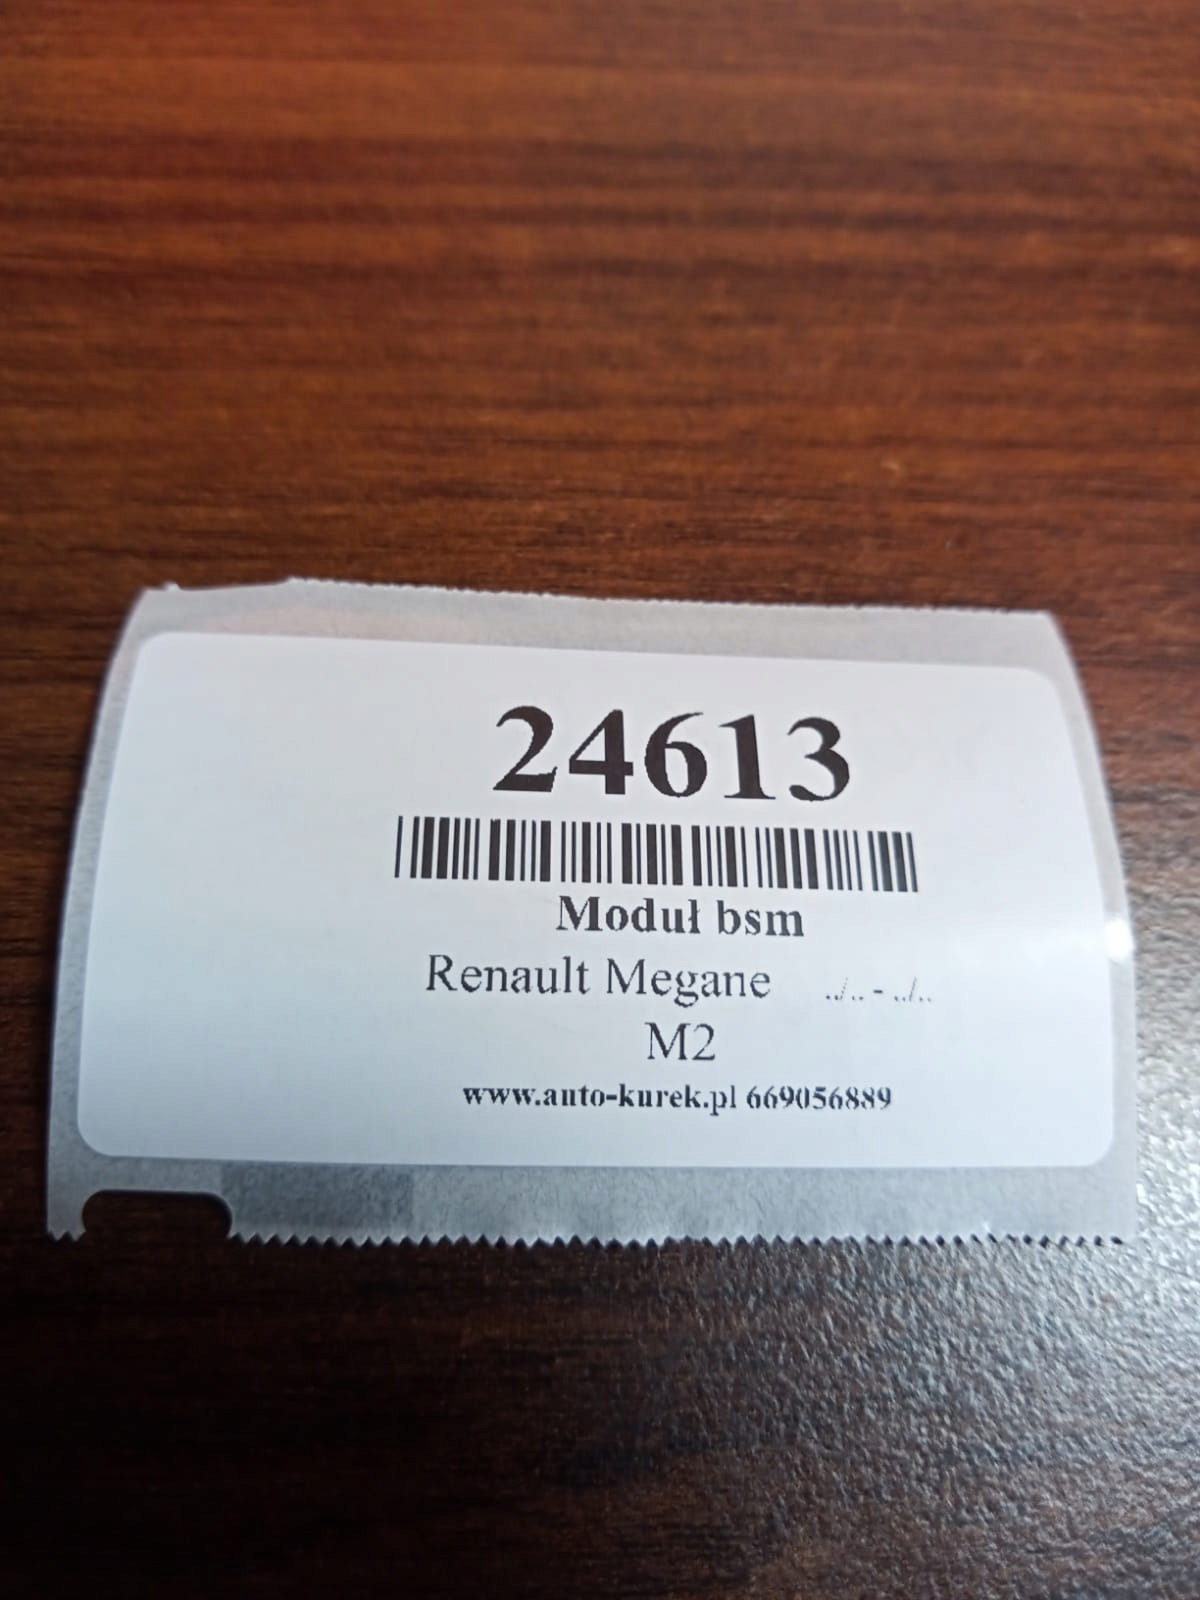 24613
Moduł bsm
Renault Megane ../.. - ../..
M2
www.auto-kurek.pl 669056889